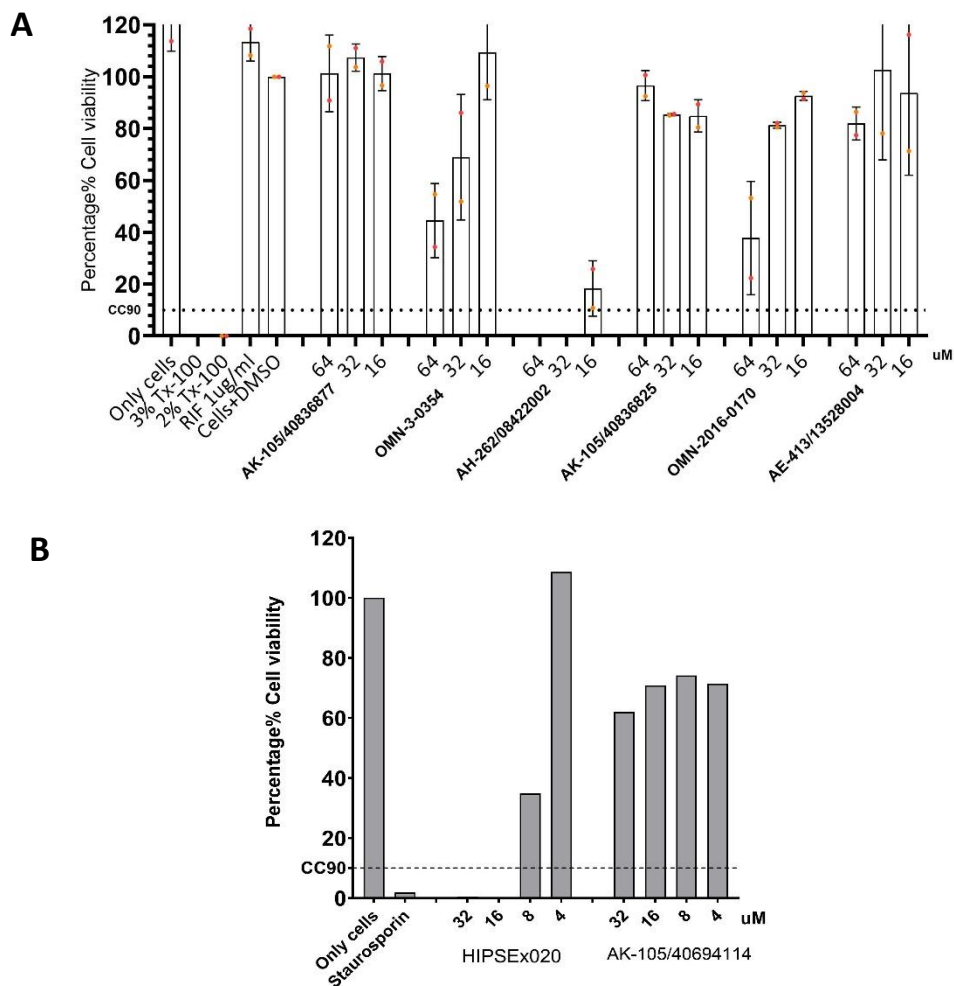 A
Percentage% Cell viability
120
100
80
60
40
20
CC90
0
Only cells
3% Tx-100
2% Tx-100
RIF 1ug/ml
Cells+DMSO
64 32 16
AK-105/40836877
64 32 16
OMN-3-0354
64 32 16
AH-262/08422002
64 32 16
AK-105/40836825
64 32 16
OMN-2016-0170
64 32 16
AE-413/13528004
uM
B
Percentage% Cell viability
120
100
80
60
40
20
CC90
0
Only cells
Staurosporin
32 16 8 4 32 16 8 4 uM
HIPSEx020 AK-105/40694114